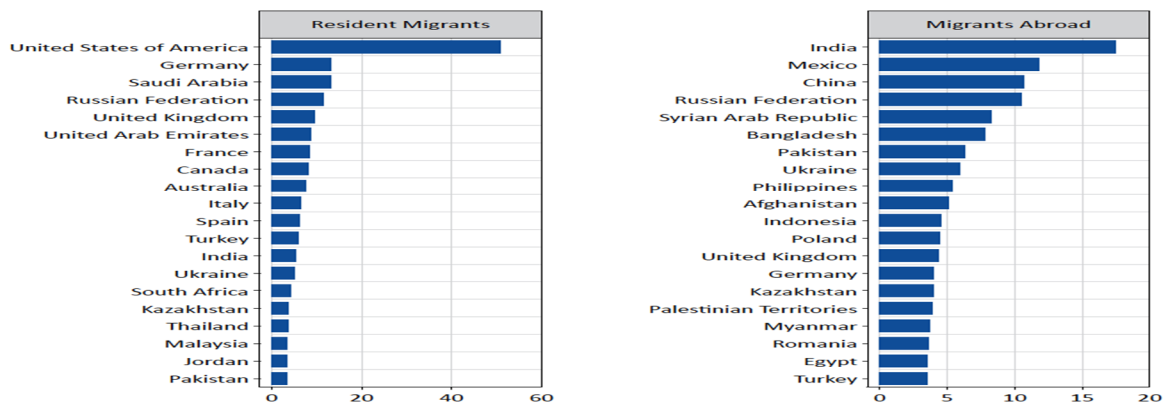 Resident Migrants
United States of America
Germany
Saudi Arabia
Russian Federation
United Kingdom
United Arab Emirates
France
Canada
Australia
Italy
Spain
Turkey
India
Ukraine
South Africa
Kazakhstan
Thailand
Malaysia
Jordan
Pakistan
0 20 40 60
Migrants Abroad
India
Mexico
China
Russian Federation
Syrian Arab Republic
Bangladesh
Pakistan
Ukraine
Philippines
Afghanistan
Indonesia
Poland
United Kingdom
Germany
Kazakhstan
Palestinian Territories
Myanmar
Romania
Egypt
Turkey
0 5 10 15 20